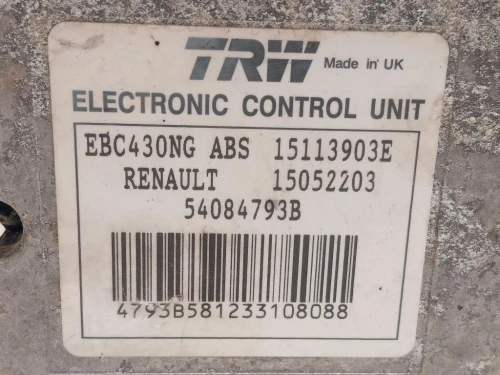 TRW Made in UK
ELECTRONIC CONTROL UNIT
EBC430NG ABS 15113903E
RENAULT 15052203
54084793B
4793B581233108088